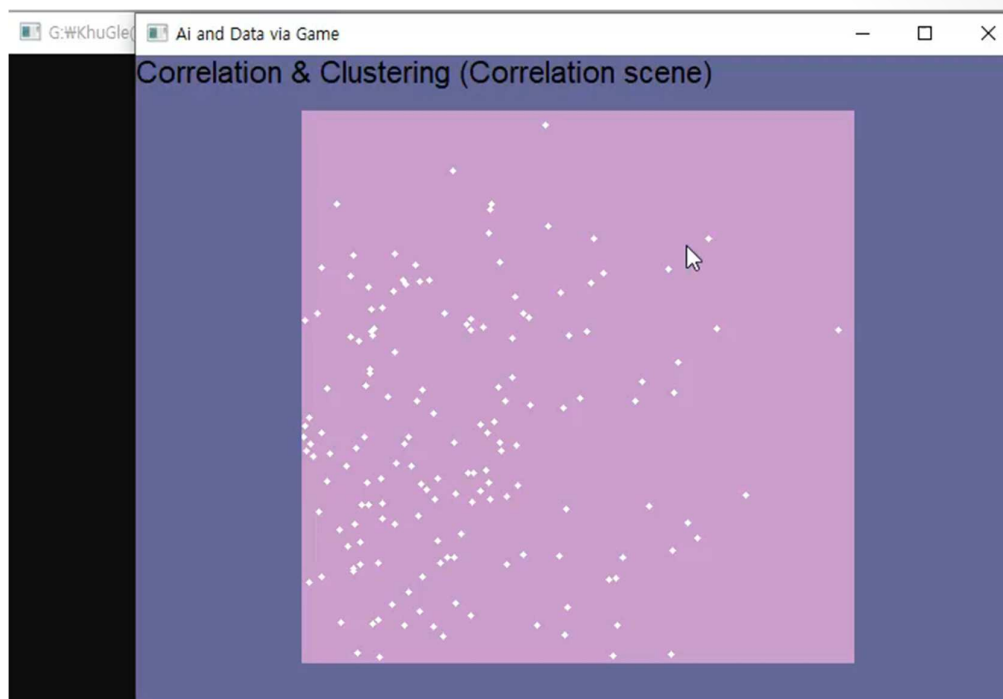 G:₩KhuGle(
Ai and Data via Game
Correlation & Clustering (Correlation scene)